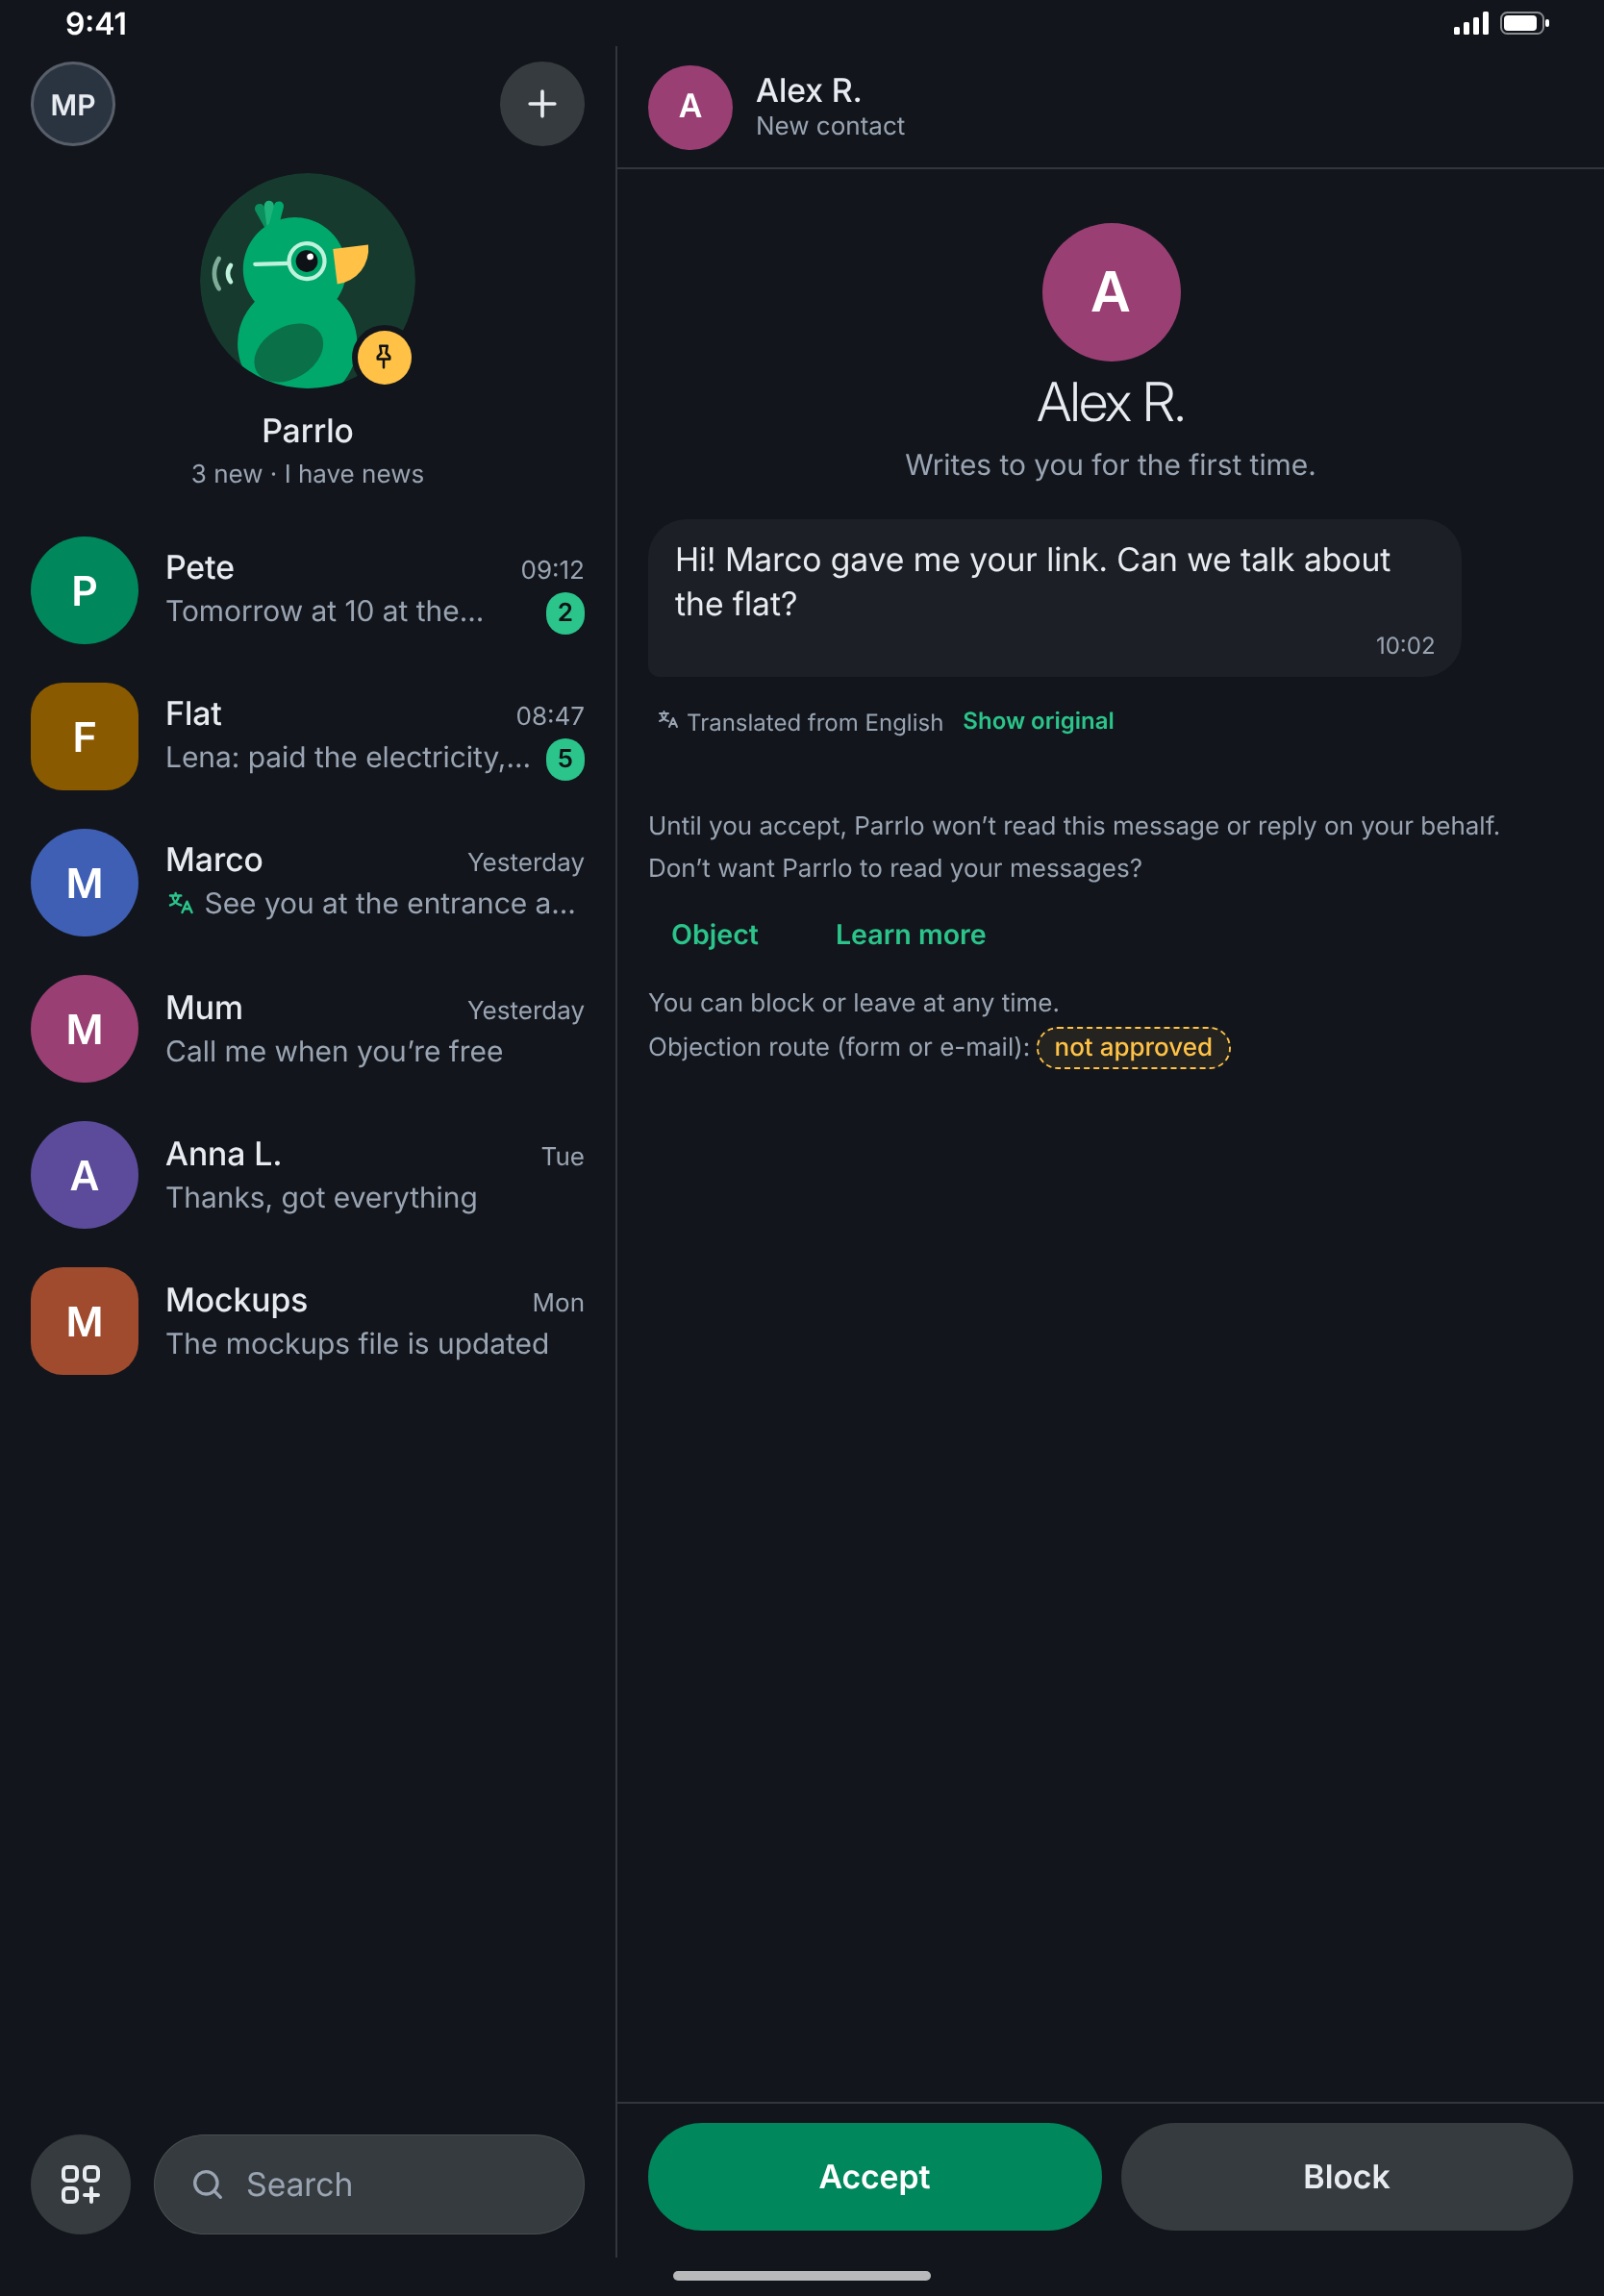 9:41
MP
Parrlo
3 new · I have news
P
Pete
09:12
Tomorrow at 10 at the...
2
F
Flat
08:47
Lena: paid the electricity,...
5
M
Marco
Yesterday
See you at the entrance a...
M
Mum
Yesterday
Call me when you’re free
A
Anna L.
Tue
Thanks, got everything
M
Mockups
Mon
The mockups file is updated
Search
A
Alex R.
New contact
A
Alex R.
Writes to you for the first time.
Hi! Marco gave me your link. Can we talk about
the flat?
10:02
Translated from English Show original
Until you accept, Parrlo won’t read this message or reply on your behalf.
Don’t want Parrlo to read your messages?
Object Learn more
You can block or leave at any time.
Objection route (form or e-mail): not approved
Accept
Block